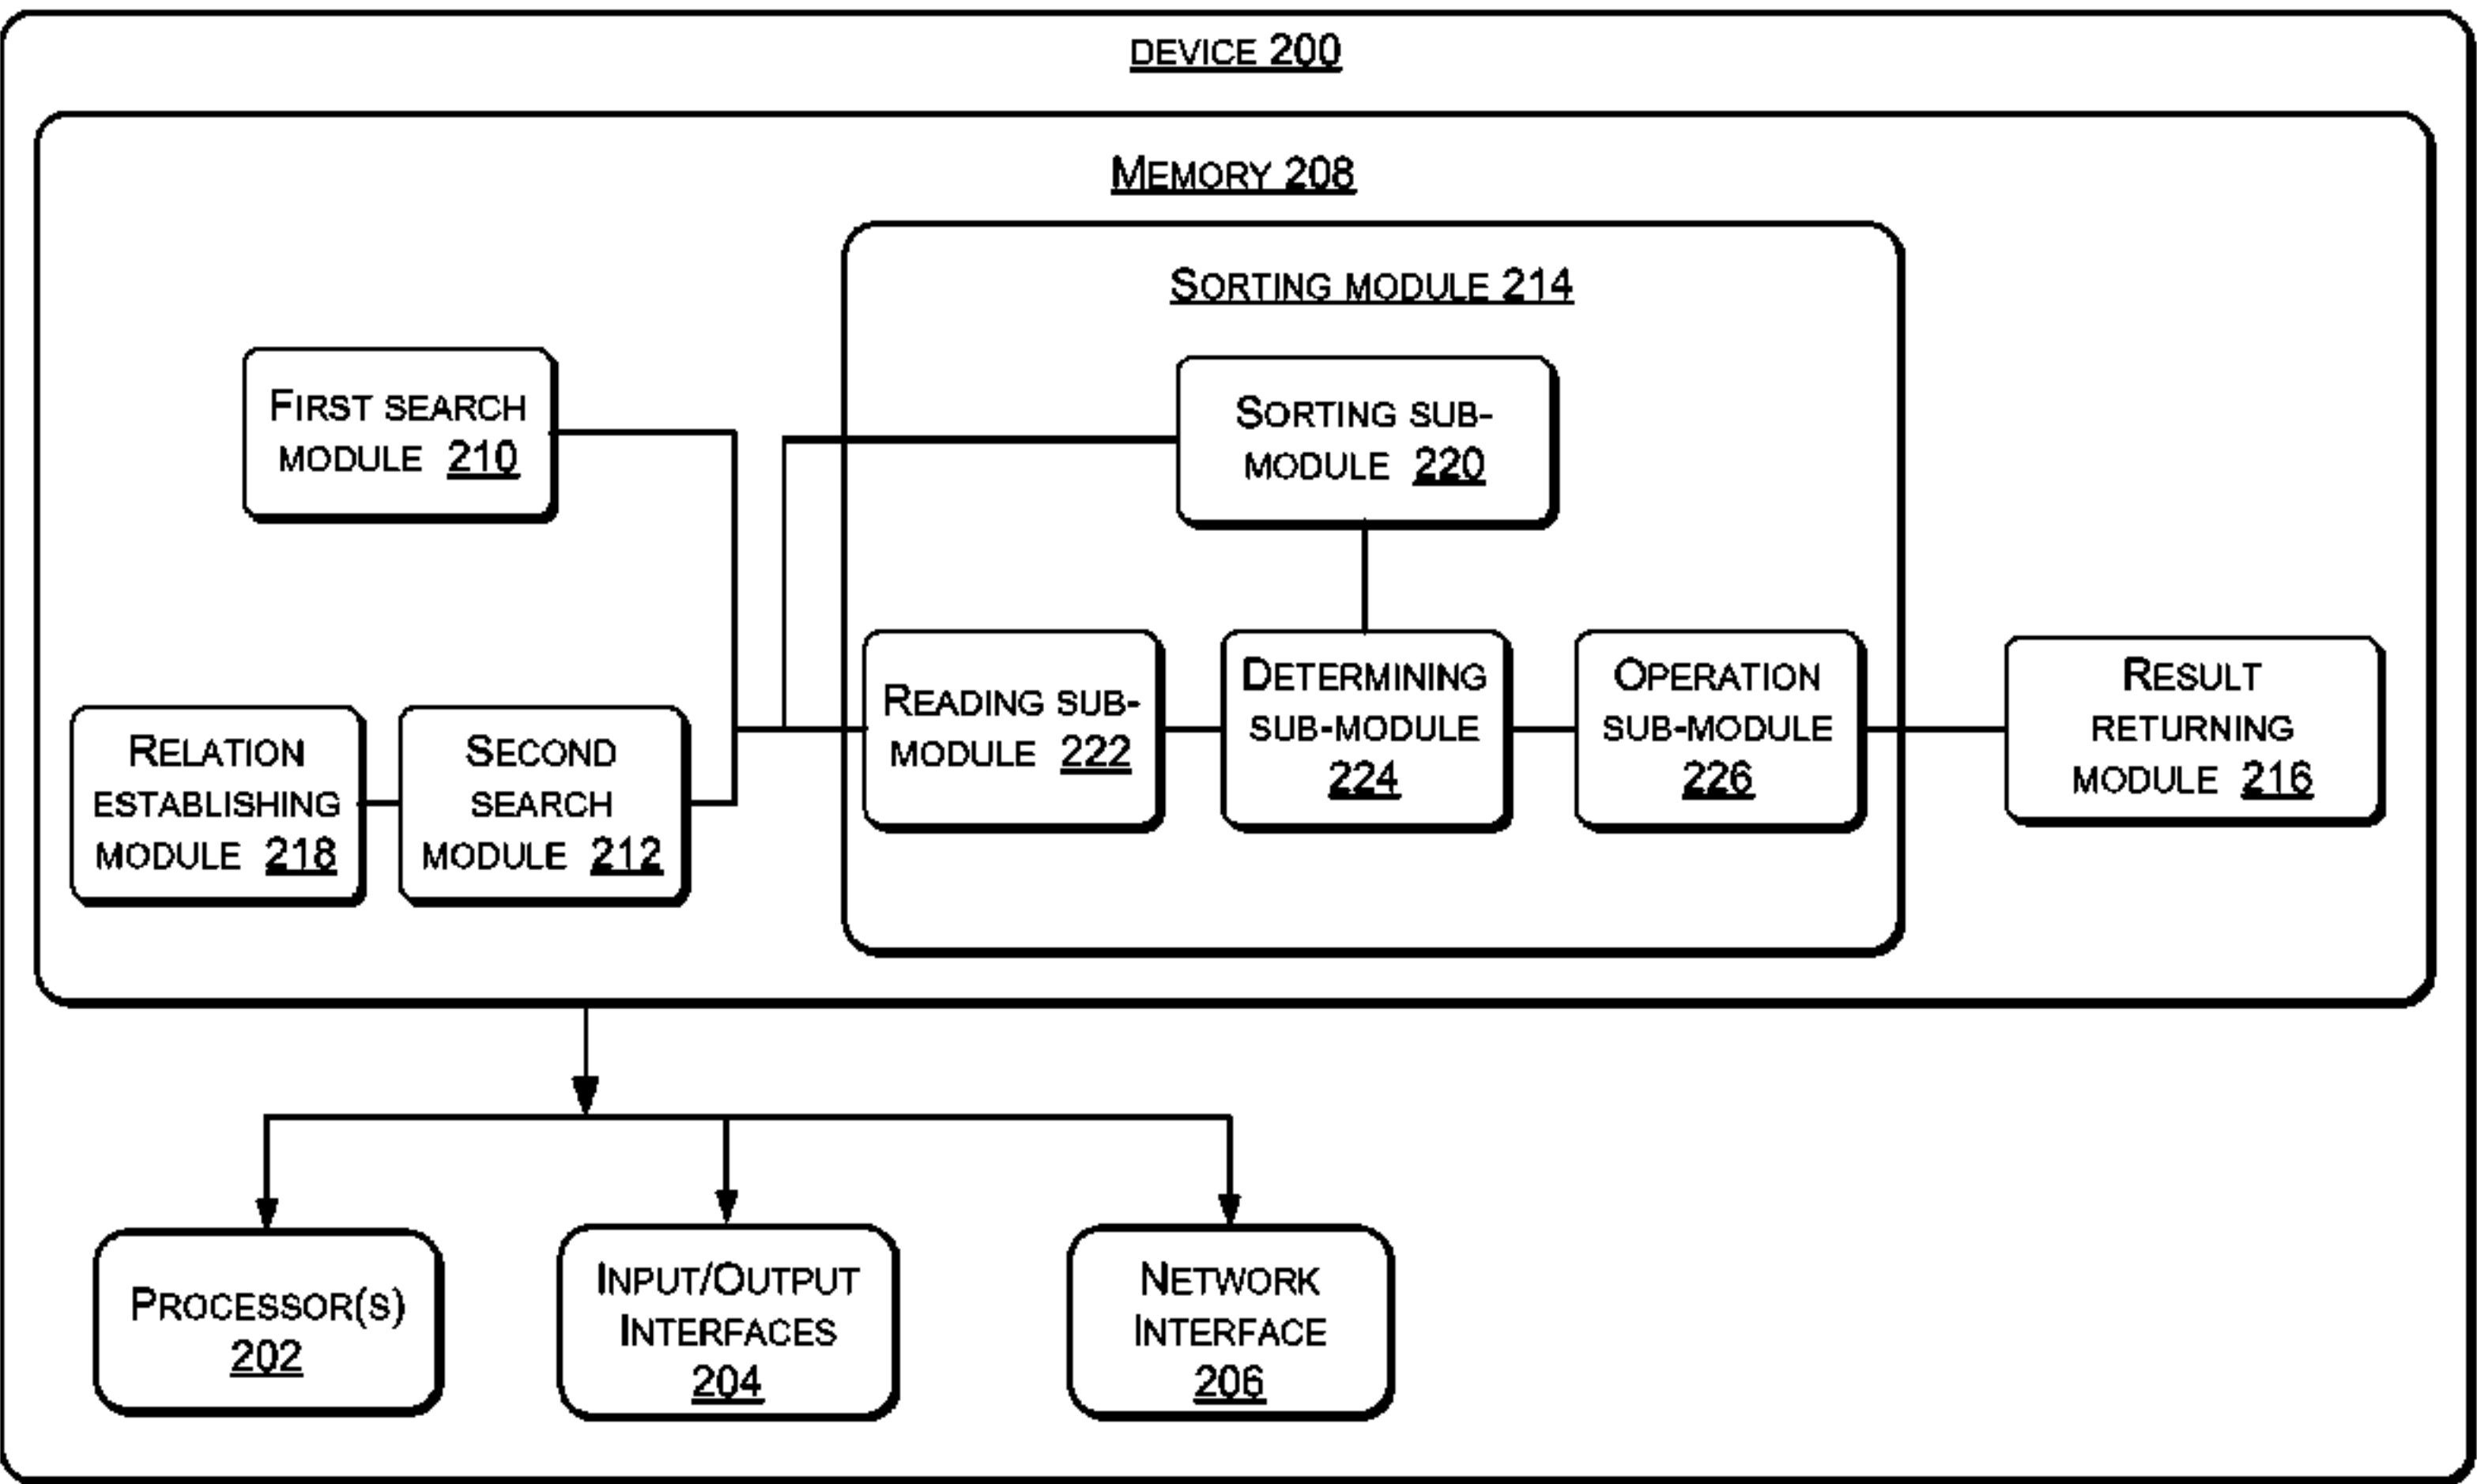 DEVICE 200
MEMORY 208
SORTING MODULE 214
FIRST SEARCH
MODULE 210
SORTING SUB-
MODULE 220
RELATION
ESTABLISHING
MODULE 218
SECOND
SEARCH
MODULE 212
READING SUB-
MODULE 222
DETERMINING
SUB-MODULE
224
OPERATION
SUB-MODULE
226
RESULT
RETURNING
MODULE 216
PROCESSOR(S)
202
INPUT/OUTPUT
INTERFACES
204
NETWORK
INTERFACE
206